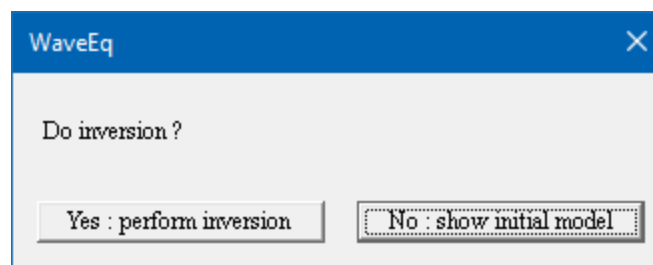 WaveEq
Do inversion ?
Yes : perform inversion
No : show initial model